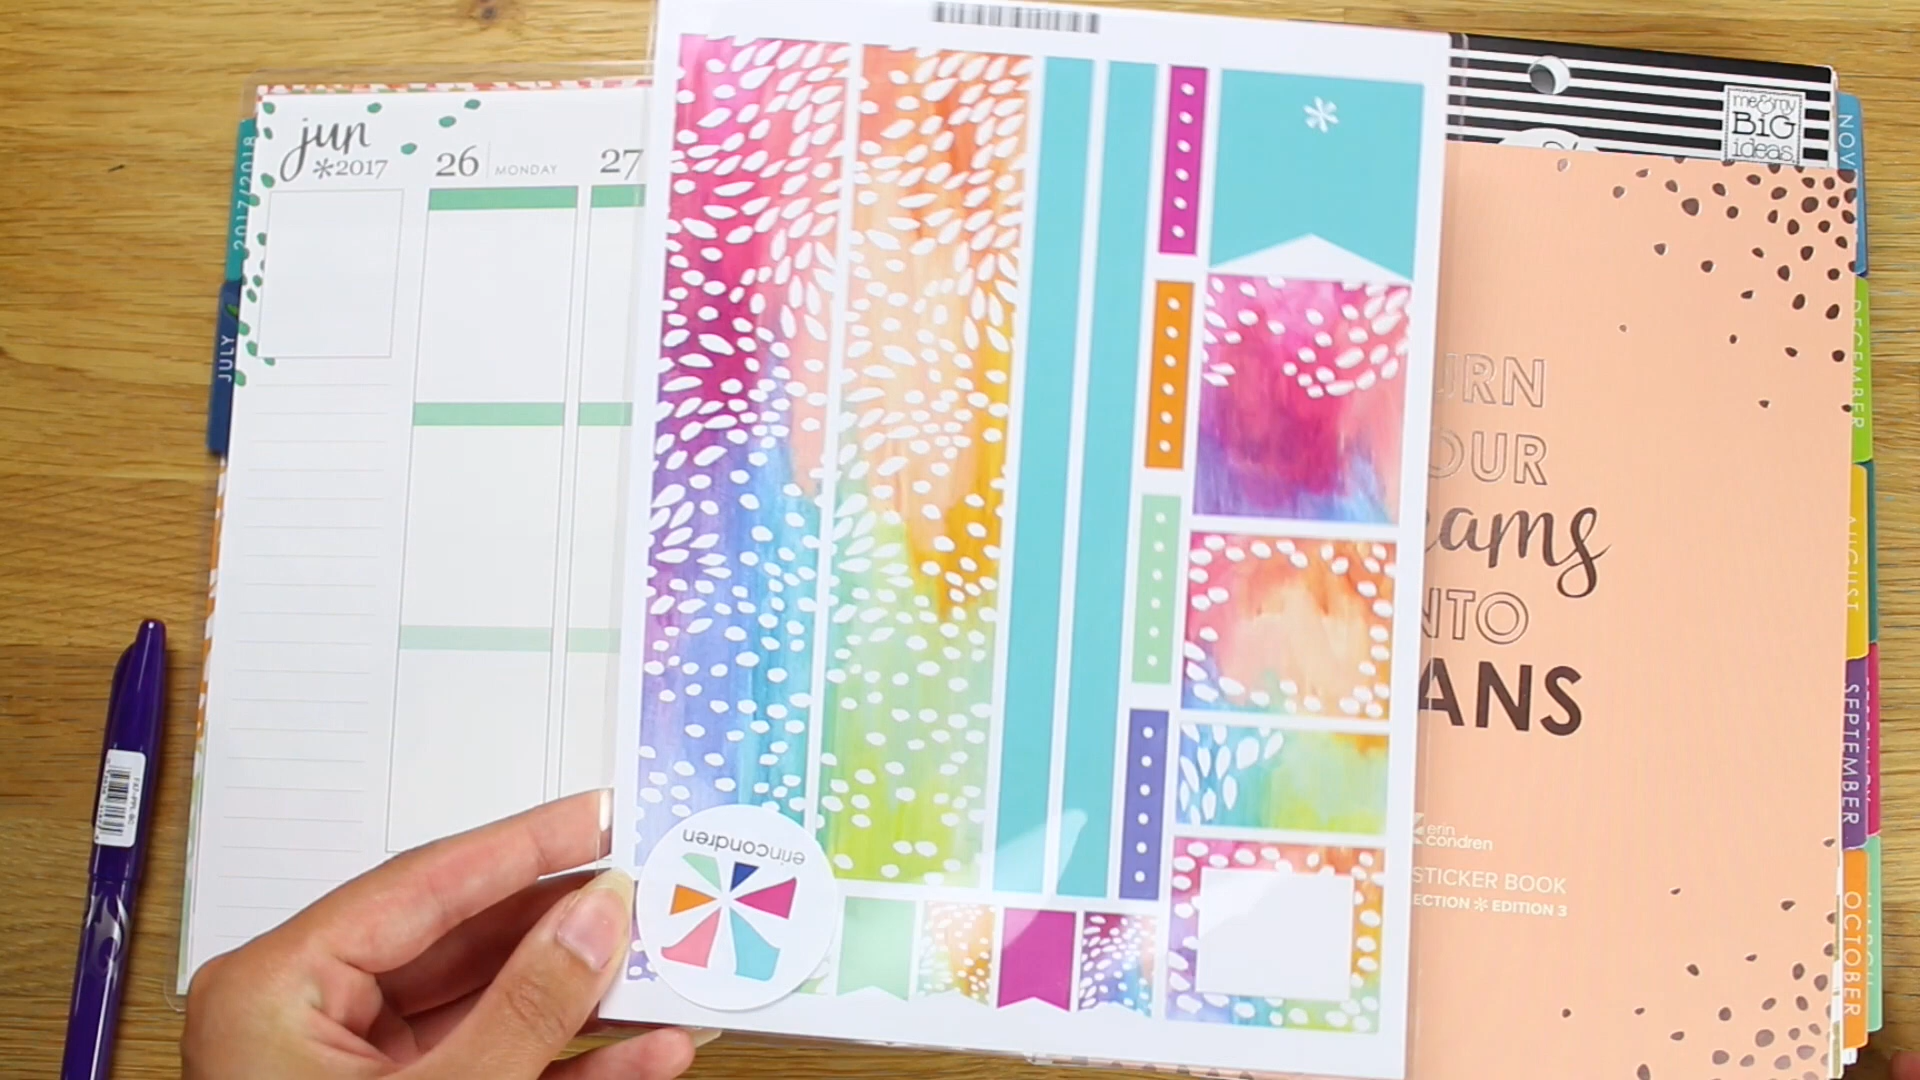 jun
*2017
26 MONDAY
27
2017/2018
JULY
erincondren
me & my
BiG
ideas
URN
OUR
eams
NTO
ANS
erin
condren
STICKER BOOK
ECTION * EDITION 3
NOV
DECEMBER
AUGUST
SEPTEMBER
OCTOBER